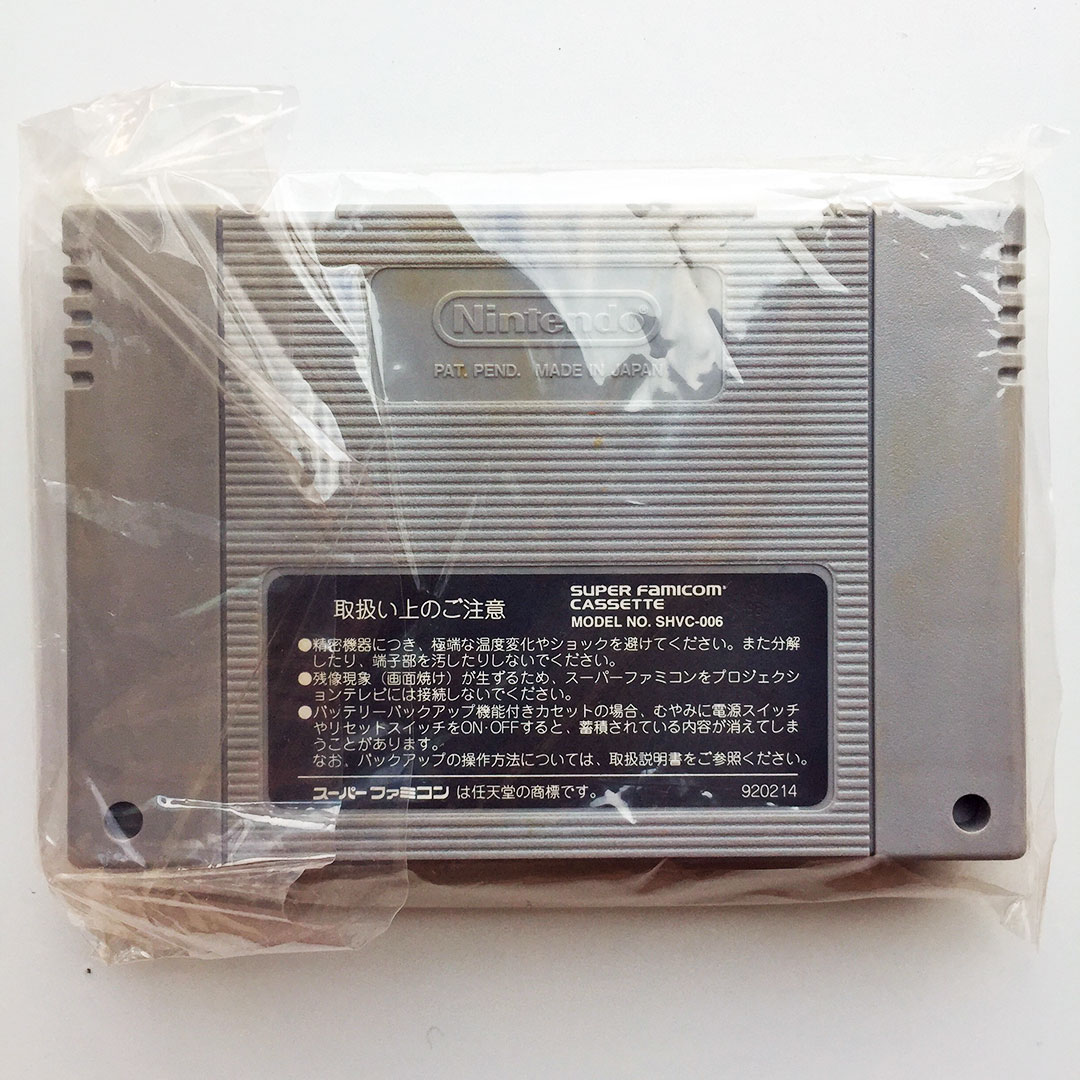 Nintendo
PAT. PEND. MADE IN JAPAN
取扱い上のご注意
SUPER FAMICOM
CASSETTE
MODEL NO. SHVC-006
●精密機器につき、極端な温度変化やショックを避けてください。また分解
したり、端子部を汚したりしないでください。
●残像現象（画面焼け）が生ずるため、スーパーファミコンをプロジェクシ
ョンテレビには接続しないでください。
●バッテリーバックアップ機能付きカセットの場合、むやみに電源スイッチ
やリセットスイッチをON・OFFすると、蓄積されている内容が消えてしま
うことがあります。
なお、バックアップの操作方法については、取扱説明書をご参照ください。
スーパーファミコンは任天堂の商標です。 920214